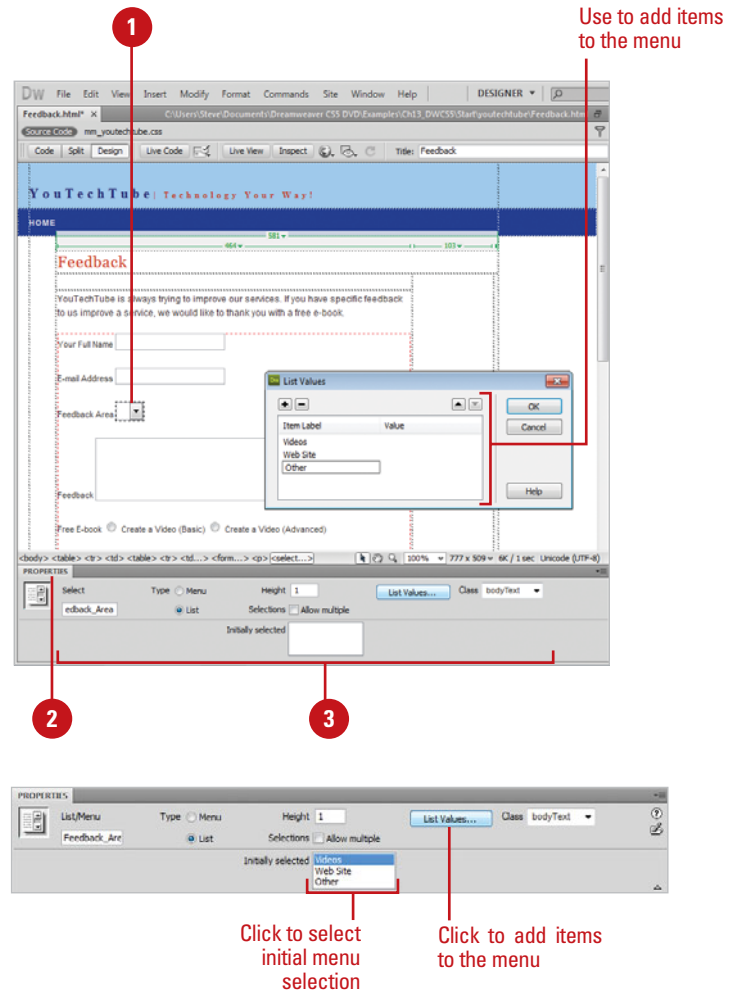 Use to add items
to the menu
1
Dw File Edit View Insert Modify Format Commands Site Window Help DESIGNER
Feedback.html* × C:\Users\Steve\Documents\Dreamweaver CS5 DVD\Examples\Ch13_DWCS5\Start\youtechtube\Feedback.htm
Source Code mm_youtechtube.css
Code Split Design Live Code Live View Inspect Title: Feedback
YouTechTube| Technology Your Way!
HOME
581
464 103
Feedback
YouTechTube is always trying to improve our services. If you have specific feedback
to us improve a service, we would like to thank you with a free e-book.
Your Full Name
E-mail Address
Feedback Area
Feedback
Free E-book Create a Video (Basic) Create a Video (Advanced)
Dw List Values
Item Label Value
Videos
Web Site
Other
OK
Cancel
Help
<body> <table> <tr> <td> <table> <tr> <td...> <form...> <p> <select...> 100% 777 x 509 6K / 1 sec Unicode (UTF-8)
PROPERTIES
Select Type Menu Height 1 List Values... Class bodyText
edback_Area List Selections Allow multiple
Initially selected
2 3
PROPERTIES
List/Menu Type Menu Height 1 List Values... Class bodyText
Feedback_Are List Selections Allow multiple
Initially selected Videos
Web Site
Other
Click to select
initial menu
selection
Click to add items
to the menu